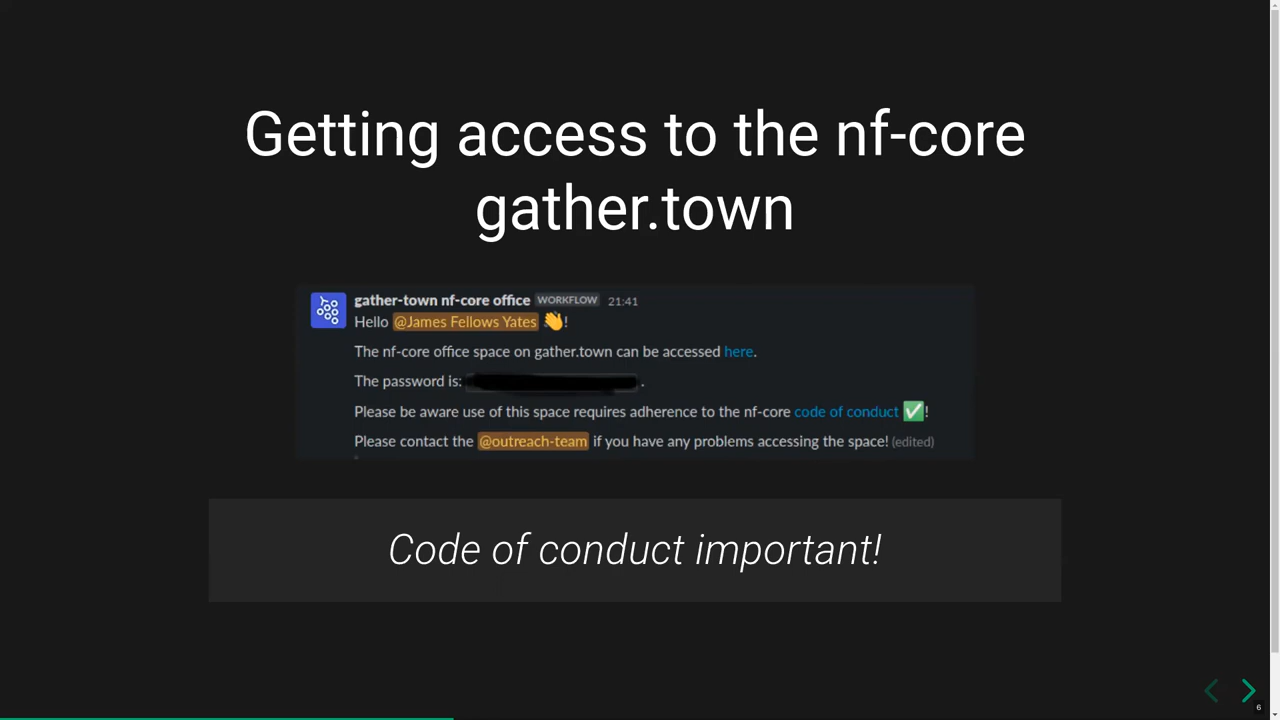 Getting access to the nf-core
gather.town
gather-town nf-core office WORKFLOW 21:41
Hello @James Fellows Yates 👋!
The nf-core office space on gather.town can be accessed here.
The password is: .
Please be aware use of this space requires adherence to the nf-core code of conduct ✅!
Please contact the @outreach-team if you have any problems accessing the space! (edited)
Code of conduct important!
6